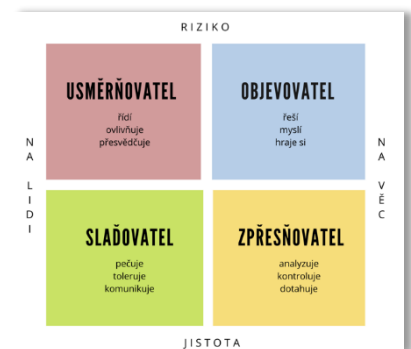 RIZIKO
USMĚRŇOVATEL
řídí
ovlivňuje
přesvědčuje
OBJEVOVATEL
řeší
myslí
hraje si
NA LIDI
NA VĚC
SLAĎOVATEL
pečuje
toleruje
komunikuje
ZPŘESŇOVATEL
analyzuje
kontroluje
dotahuje
JISTOTA